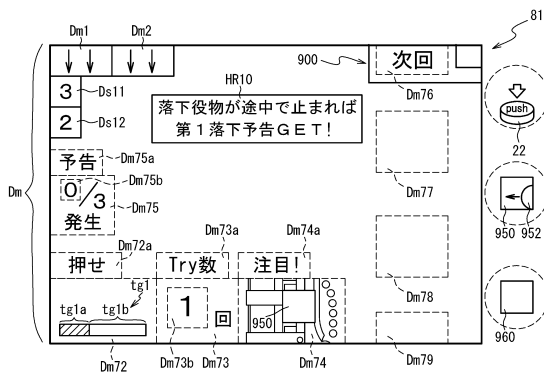 Dm1
Dm2
81
900
次回
HR10
Dm76
3
Ds11
2
Ds12
落下役物が途中で止まれば
第1落下予告GET!
push
22
Dm77
予告
Dm75a
Dm75b
0/3
Dm75
発生
Dm
950
952
Dm73a
Dm74a
Dm72a
押せ
Try数
注目!
Dm78
tg1
tg1a
tg1b
1
回
950
960
Dm72
Dm73b
Dm73
Dm74
Dm79